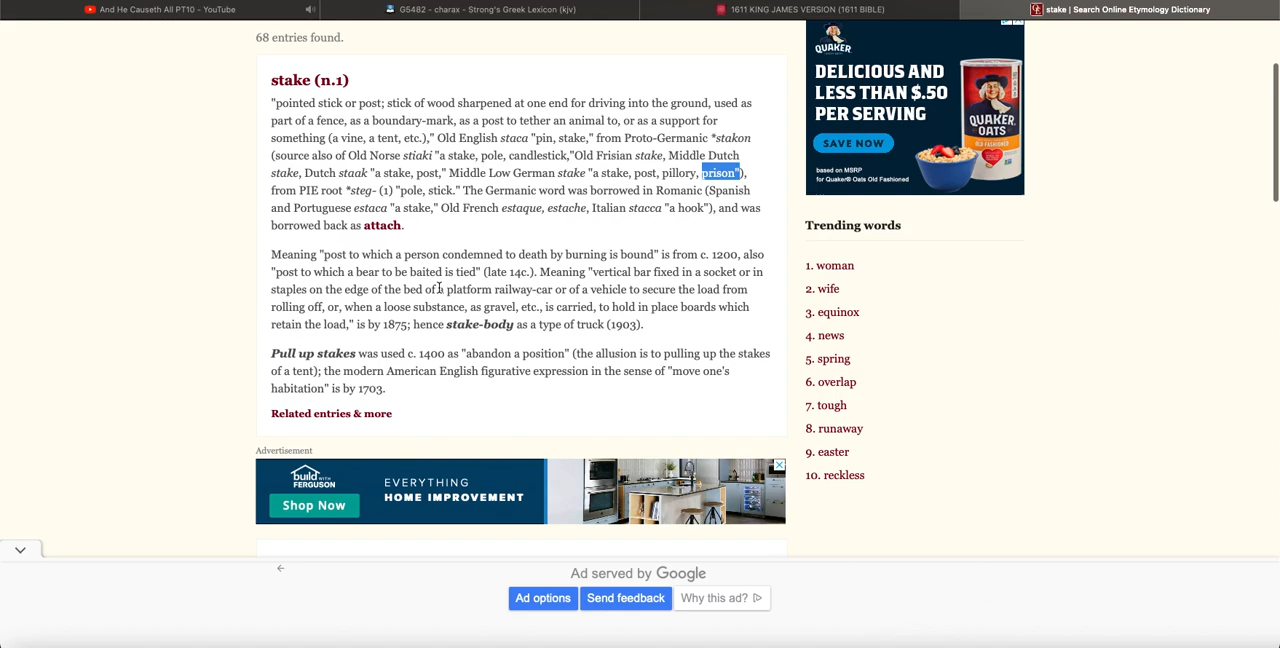 And He Causeth All PT10 - YouTube
G5482 - charax - Strong's Greek Lexicon (kjv)
1611 KING JAMES VERSION (1611 BIBLE)
stake | Search Online Etymology Dictionary
68 entries found.
stake (n.1)
"pointed stick or post; stick of wood sharpened at one end for driving into the ground, used as
part of a fence, as a boundary-mark, as a post to tether an animal to, or as a support for
something (a vine, a tent, etc.)," Old English staca "pin, stake," from Proto-Germanic *stakon
(source also of Old Norse stiaki "a stake, pole, candlestick,"Old Frisian stake, Middle Dutch
stake, Dutch staak "a stake, post," Middle Low German stake "a stake, post, pillory, prison"),
from PIE root *steg- (1) "pole, stick." The Germanic word was borrowed in Romanic (Spanish
and Portuguese estaca "a stake," Old French estaque, estache, Italian stacca "a hook"), and was
borrowed back as attach.
Meaning "post to which a person condemned to death by burning is bound" is from c. 1200, also
"post to which a bear to be baited is tied" (late 14c.). Meaning "vertical bar fixed in a socket or in
staples on the edge of the bed of a platform railway-car or of a vehicle to secure the load from
rolling off, or, when a loose substance, as gravel, etc., is carried, to hold in place boards which
retain the load," is by 1875; hence stake-body as a type of truck (1903).
Pull up stakes was used c. 1400 as "abandon a position" (the allusion is to pulling up the stakes
of a tent); the modern American English figurative expression in the sense of "move one's
habitation" is by 1703.
Related entries & more
Advertisement
build
WITH
FERGUSON
Shop Now
EVERYTHING
HOME IMPROVEMENT
QUAKER
DELICIOUS AND
LESS THAN $.50
PER SERVING
SAVE NOW
based on MSRP
for Quaker® Oats Old Fashioned
QUAKER
OATS
OLD FASHIONED
Trending words
1. woman
2. wife
3. equinox
4. news
5. spring
6. overlap
7. tough
8. runaway
9. easter
10. reckless
Ad served by Google
Ad options
Send feedback
Why this ad?